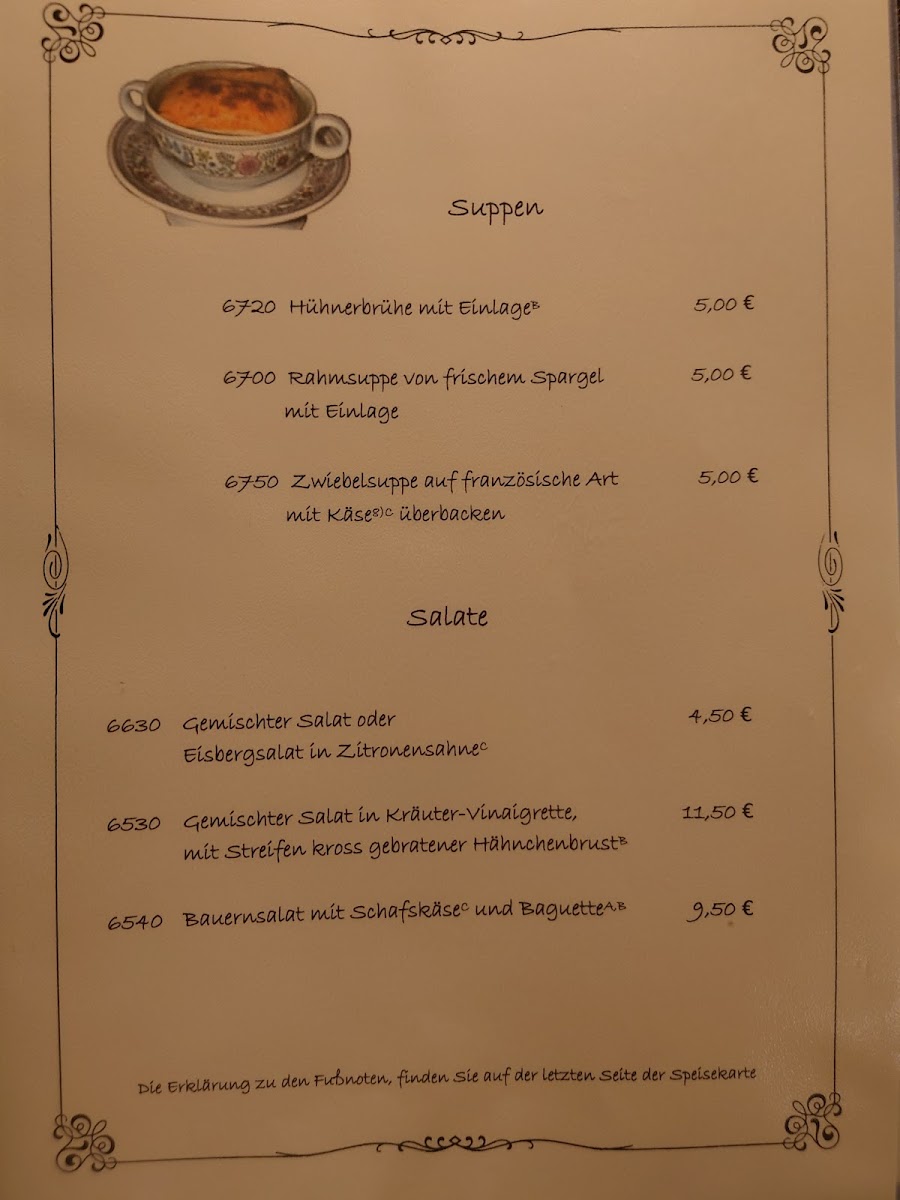 Suppen
6720 Hühnerbrühe mit Einlageᴮ 5,00 €
6700 Rahmsuppe von frischem Spargel 5,00 €
mit Einlage
6750 Zwiebelsuppe auf französische Art 5,00 €
mit Käse⁸⁾ᶜ überbacken
Salate
6630 Gemischter Salat oder 4,50 €
Eisbergsalat in Zitronensahneᶜ
6530 Gemischter Salat in Kräuter-Vinaigrette, 11,50 €
mit Streifen kross gebratener Hähnchenbrustᴮ
6540 Bauernsalat mit Schafskäseᶜ und Baguetteᴬ,ᴮ 9,50 €
Die Erklärung zu den Fußnoten, finden Sie auf der letzten Seite der Speisekarte